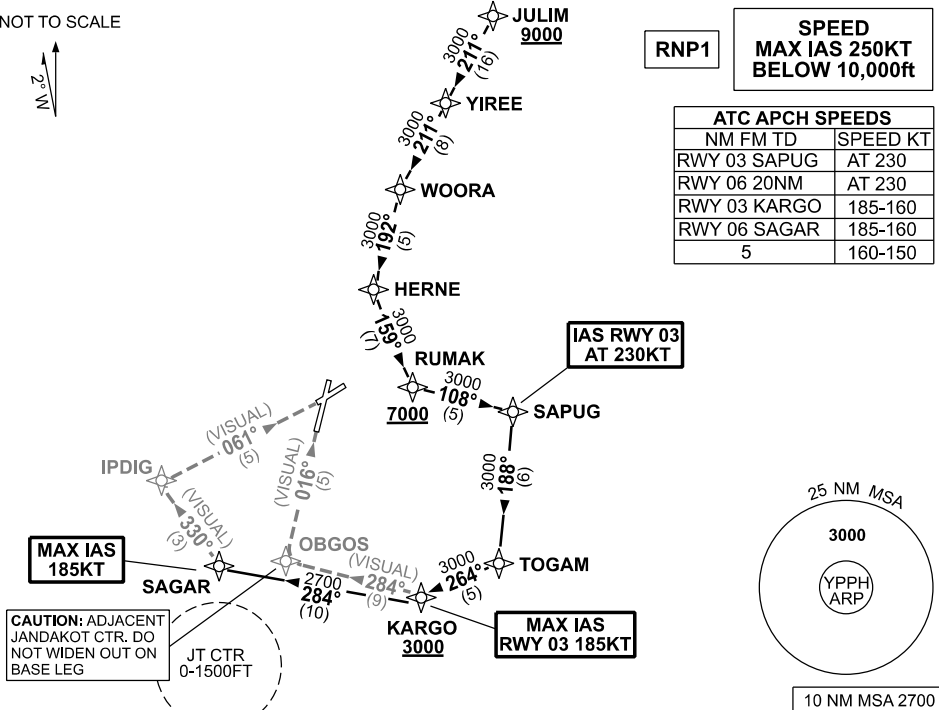 NOT TO SCALE
2° W
JULIM
9000
3000
211°
(16)
YIREE
3000
211°
(8)
WOORA
3000
192°
(5)
HERNE
3000
159°
(7)
RUMAK
7000
3000
108°
(5)
SAPUG
IAS RWY 03
AT 230KT
3000
188°
(6)
TOGAM
3000
264°
(5)
KARGO
3000
MAX IAS
RWY 03 185KT
(VISUAL)
284°
(9)
2700
284°
(10)
OBGOS
(VISUAL)
016°
(5)
SAGAR
MAX IAS
185KT
(VISUAL)
330°
(3)
IPDIG
(VISUAL)
061°
(5)
CAUTION: ADJACENT
JANDAKOT CTR. DO
NOT WIDEN OUT ON
BASE LEG
JT CTR
0-1500FT
RNP1
SPEED
MAX IAS 250KT
BELOW 10,000ft
ATC APCH SPEEDS
NM FM TD SPEED KT
RWY 03 SAPUG AT 230
RWY 06 20NM AT 230
RWY 03 KARGO 185-160
RWY 06 SAGAR 185-160
5 160-150
25 NM MSA
3000
YPPH
ARP
10 NM MSA 2700